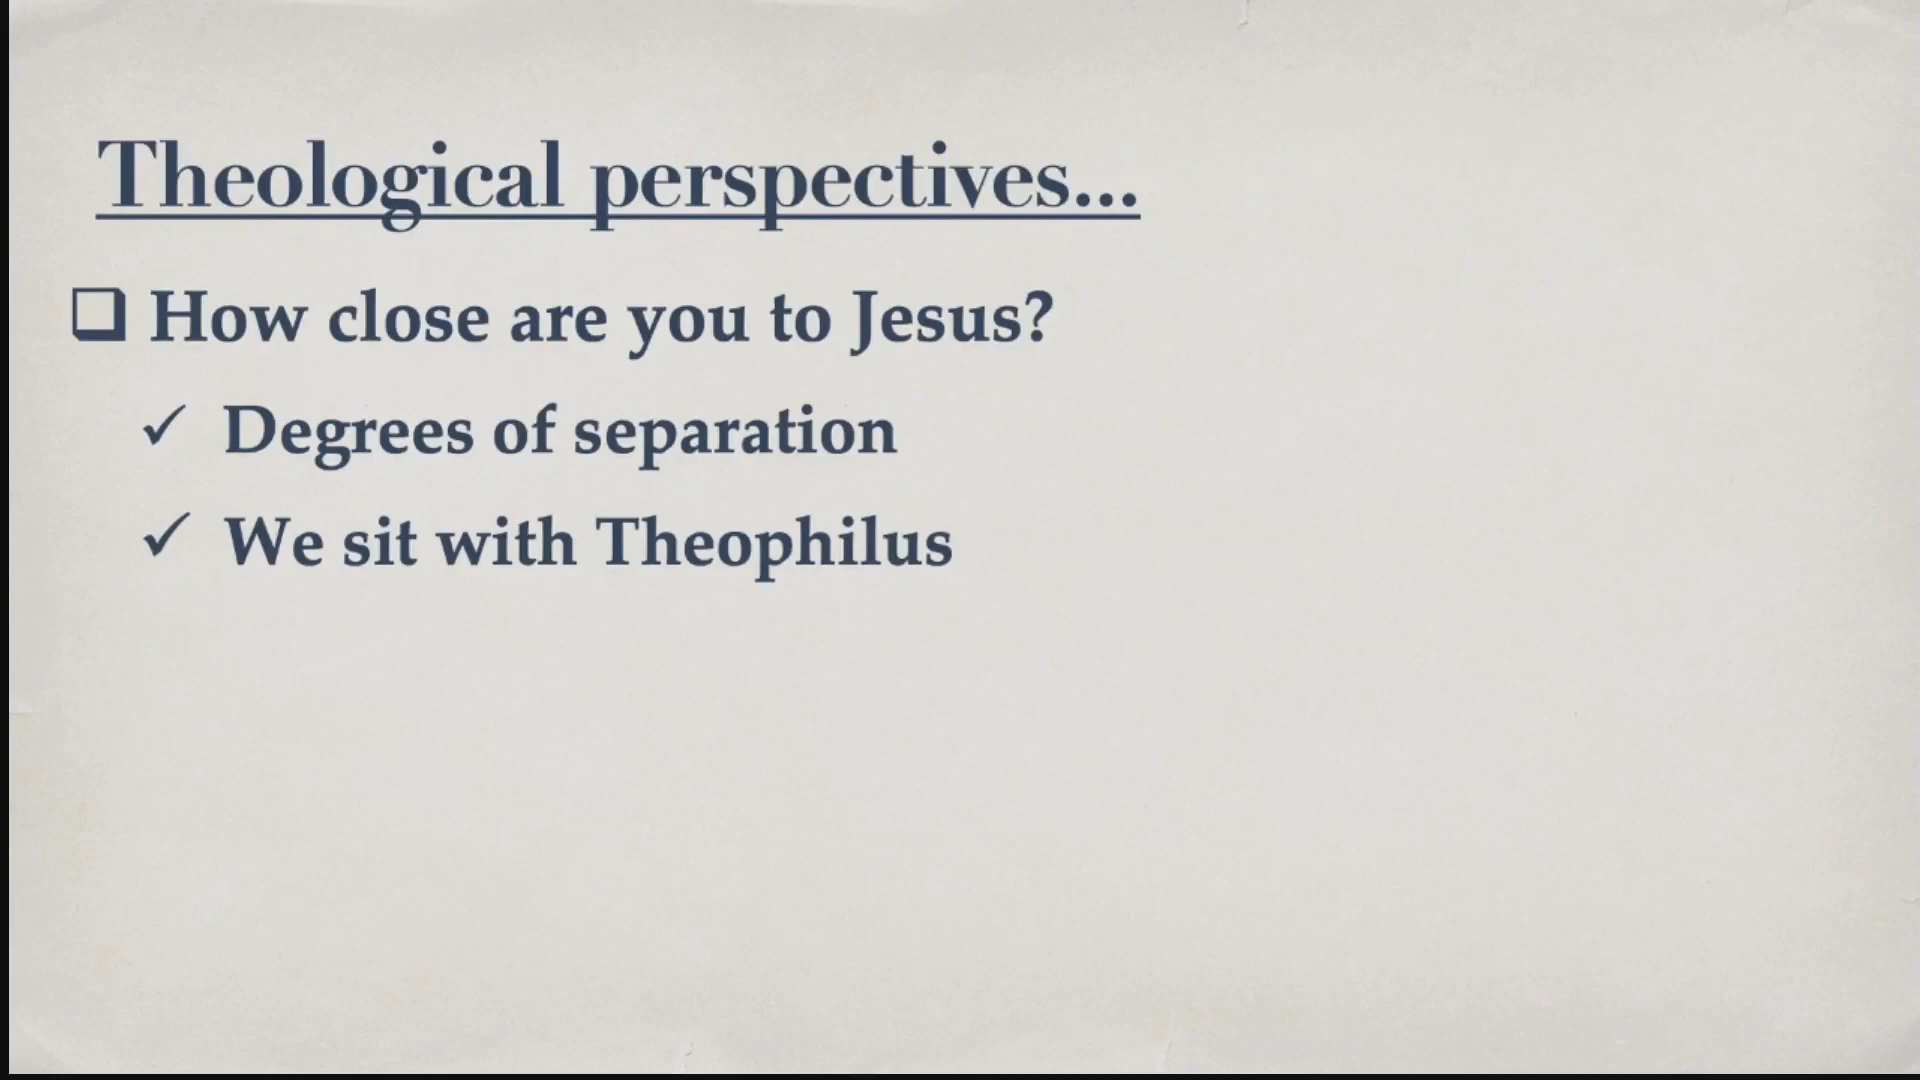 Theological perspectives...
❑ How close are you to Jesus?
✓ Degrees of separation
✓ We sit with Theophilus